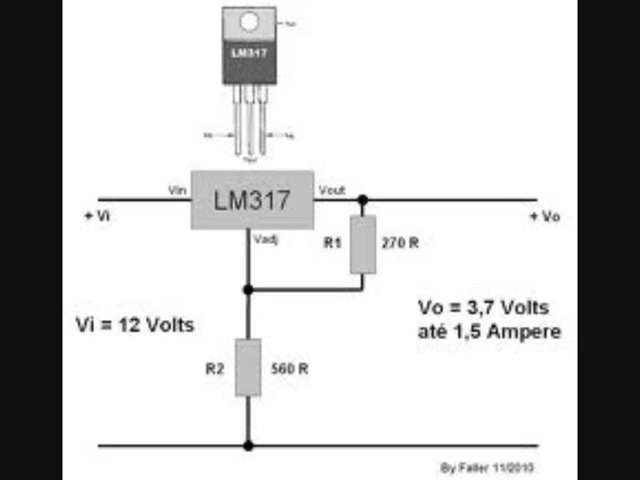 LM317
Vin
LM317
Vout
+ Vi
+ Vo
Vadj
R1
270 R
Vi = 12 Volts
Vo = 3,7 Volts
até 1,5 Ampere
R2
560 R
By Faller 11/2010